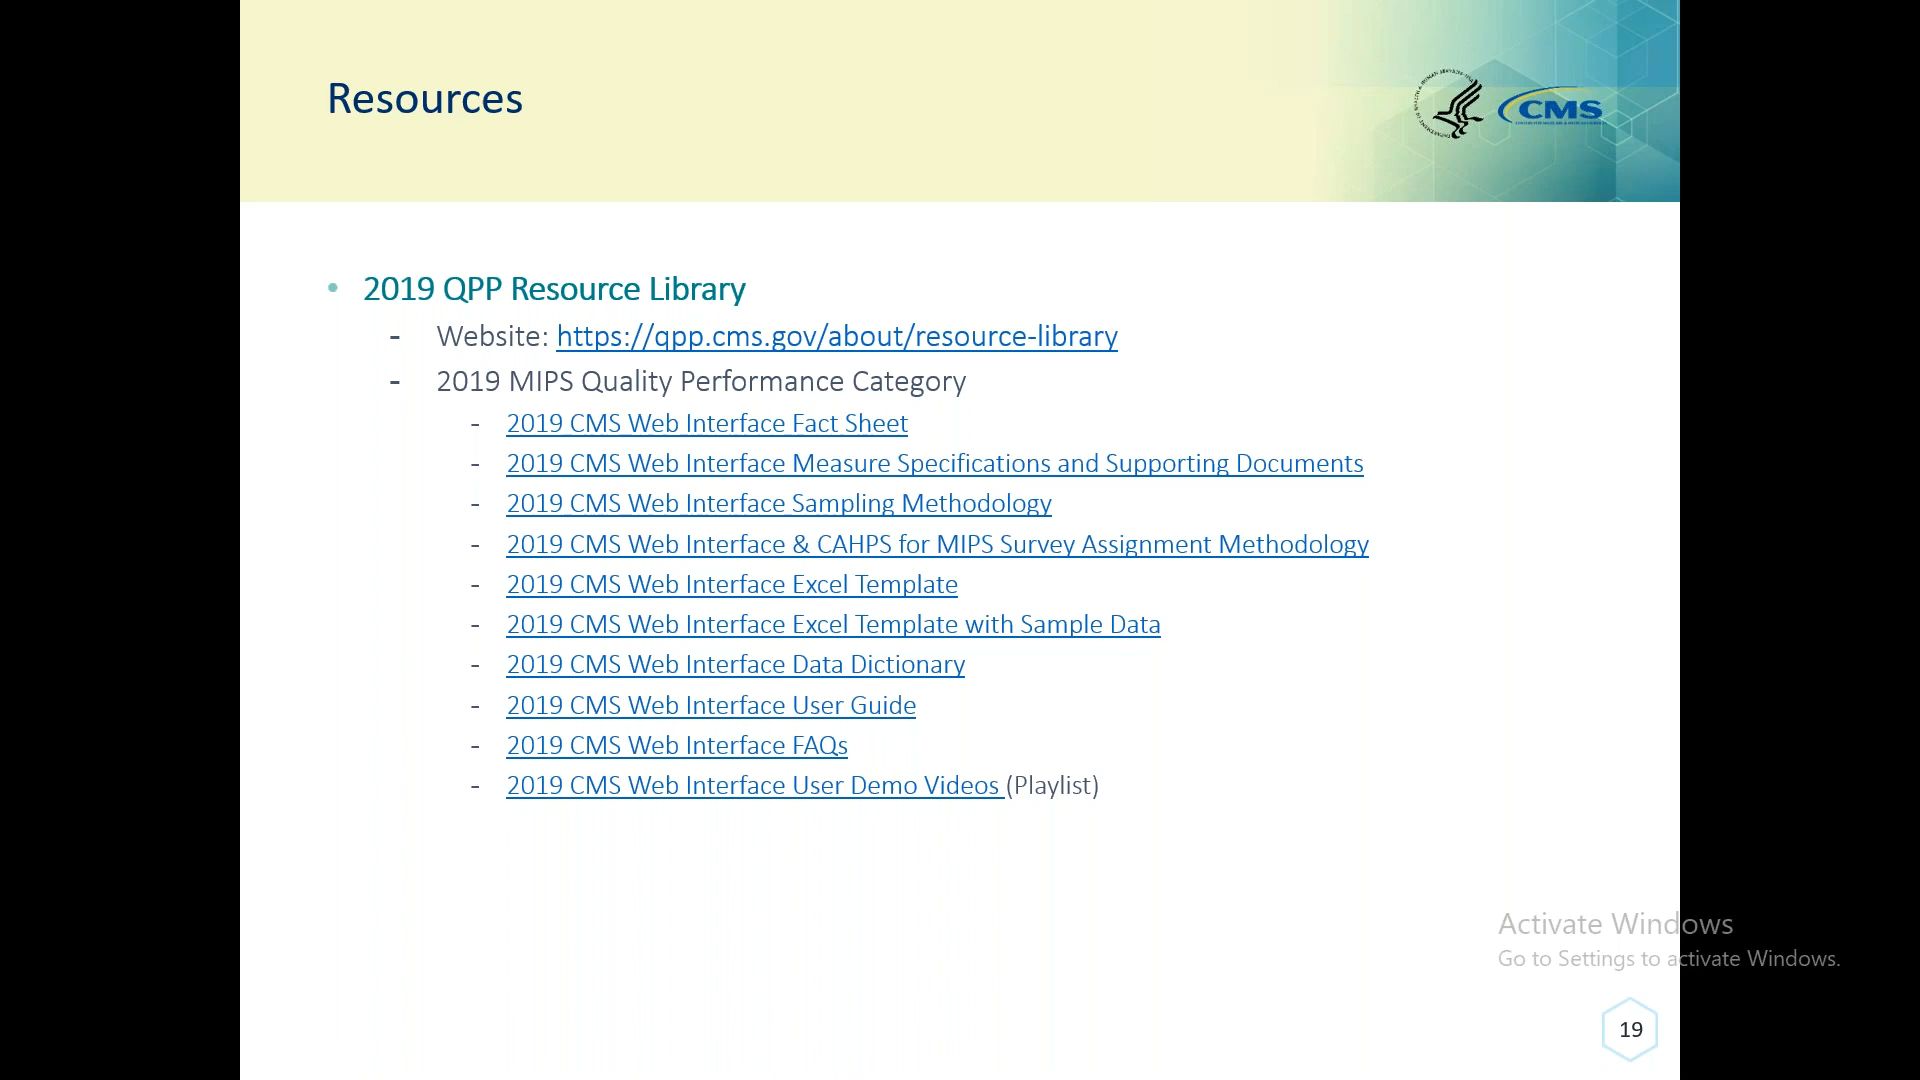 Resources
CMS
• 2019 QPP Resource Library
- Website: https://qpp.cms.gov/about/resource-library
- 2019 MIPS Quality Performance Category
- 2019 CMS Web Interface Fact Sheet
- 2019 CMS Web Interface Measure Specifications and Supporting Documents
- 2019 CMS Web Interface Sampling Methodology
- 2019 CMS Web Interface & CAHPS for MIPS Survey Assignment Methodology
- 2019 CMS Web Interface Excel Template
- 2019 CMS Web Interface Excel Template with Sample Data
- 2019 CMS Web Interface Data Dictionary
- 2019 CMS Web Interface User Guide
- 2019 CMS Web Interface FAQs
- 2019 CMS Web Interface User Demo Videos (Playlist)
Activate Windows
Go to Settings to activate Windows.
19